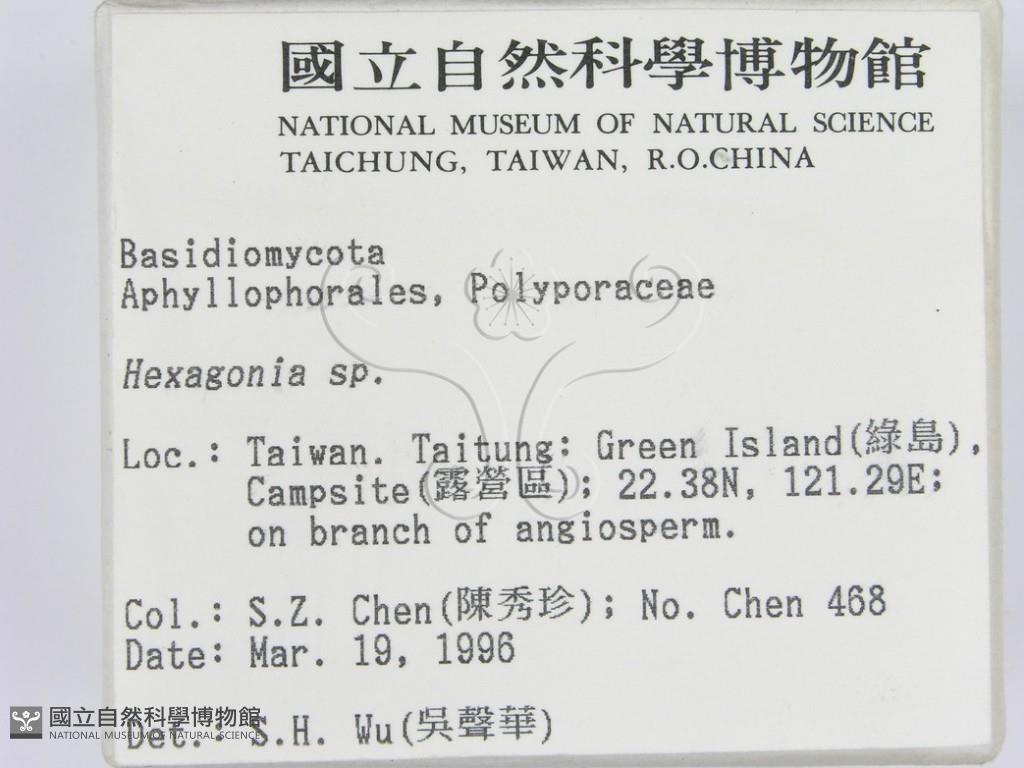 國立自然科學博物館
NATIONAL MUSEUM OF NATURAL SCIENCE
TAICHUNG, TAIWAN, R.O.CHINA
Basidiomycota
Aphyllophorales, Polyporaceae
Hexagonia sp.
Loc.: Taiwan. Taitung: Green Island(綠島),
Campsite(露營區); 22.38N, 121.29E;
on branch of angiosperm.
Col.: S.Z. Chen(陳秀珍); No. Chen 468
Date: Mar. 19, 1996
Det.: S.H. Wu(吳聲華)
國立自然科學博物館
NATIONAL MUSEUM OF NATURAL SCIENCE